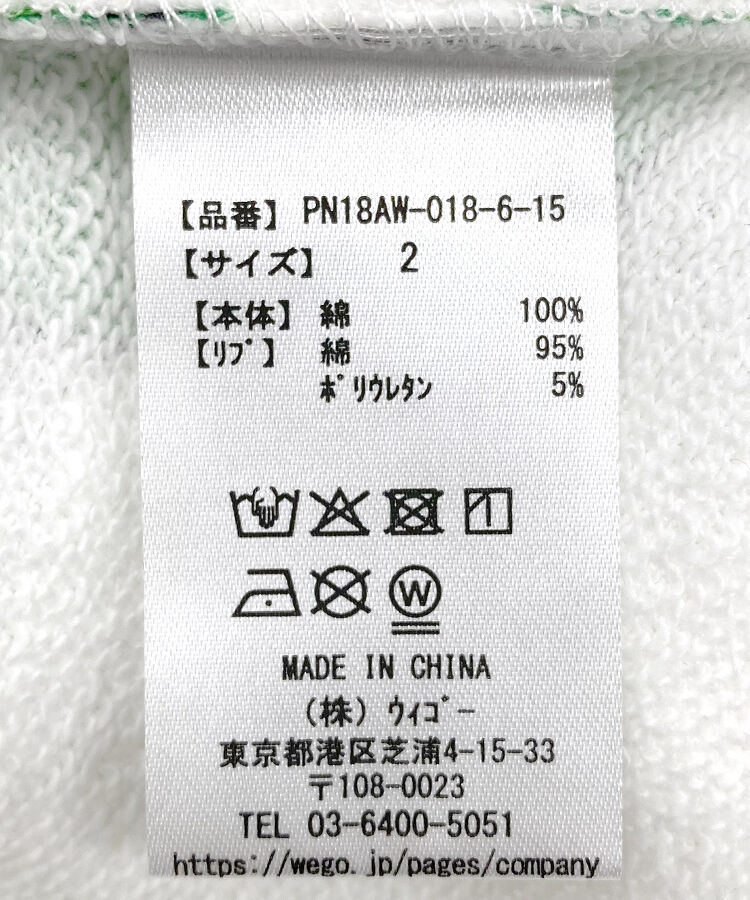 【品番】 PN18AW-018-6-15
【サイズ】 2
【本体】 綿 100%
【ﾘﾌﾞ】 綿 95%
ﾎﾟﾘｳﾚﾀﾝ 5%
W
MADE IN CHINA
(株) ｳｨｺﾞｰ
東京都港区芝浦4-15-33
〒108-0023
TEL 03-6400-5051
https://wego.jp/pages/company